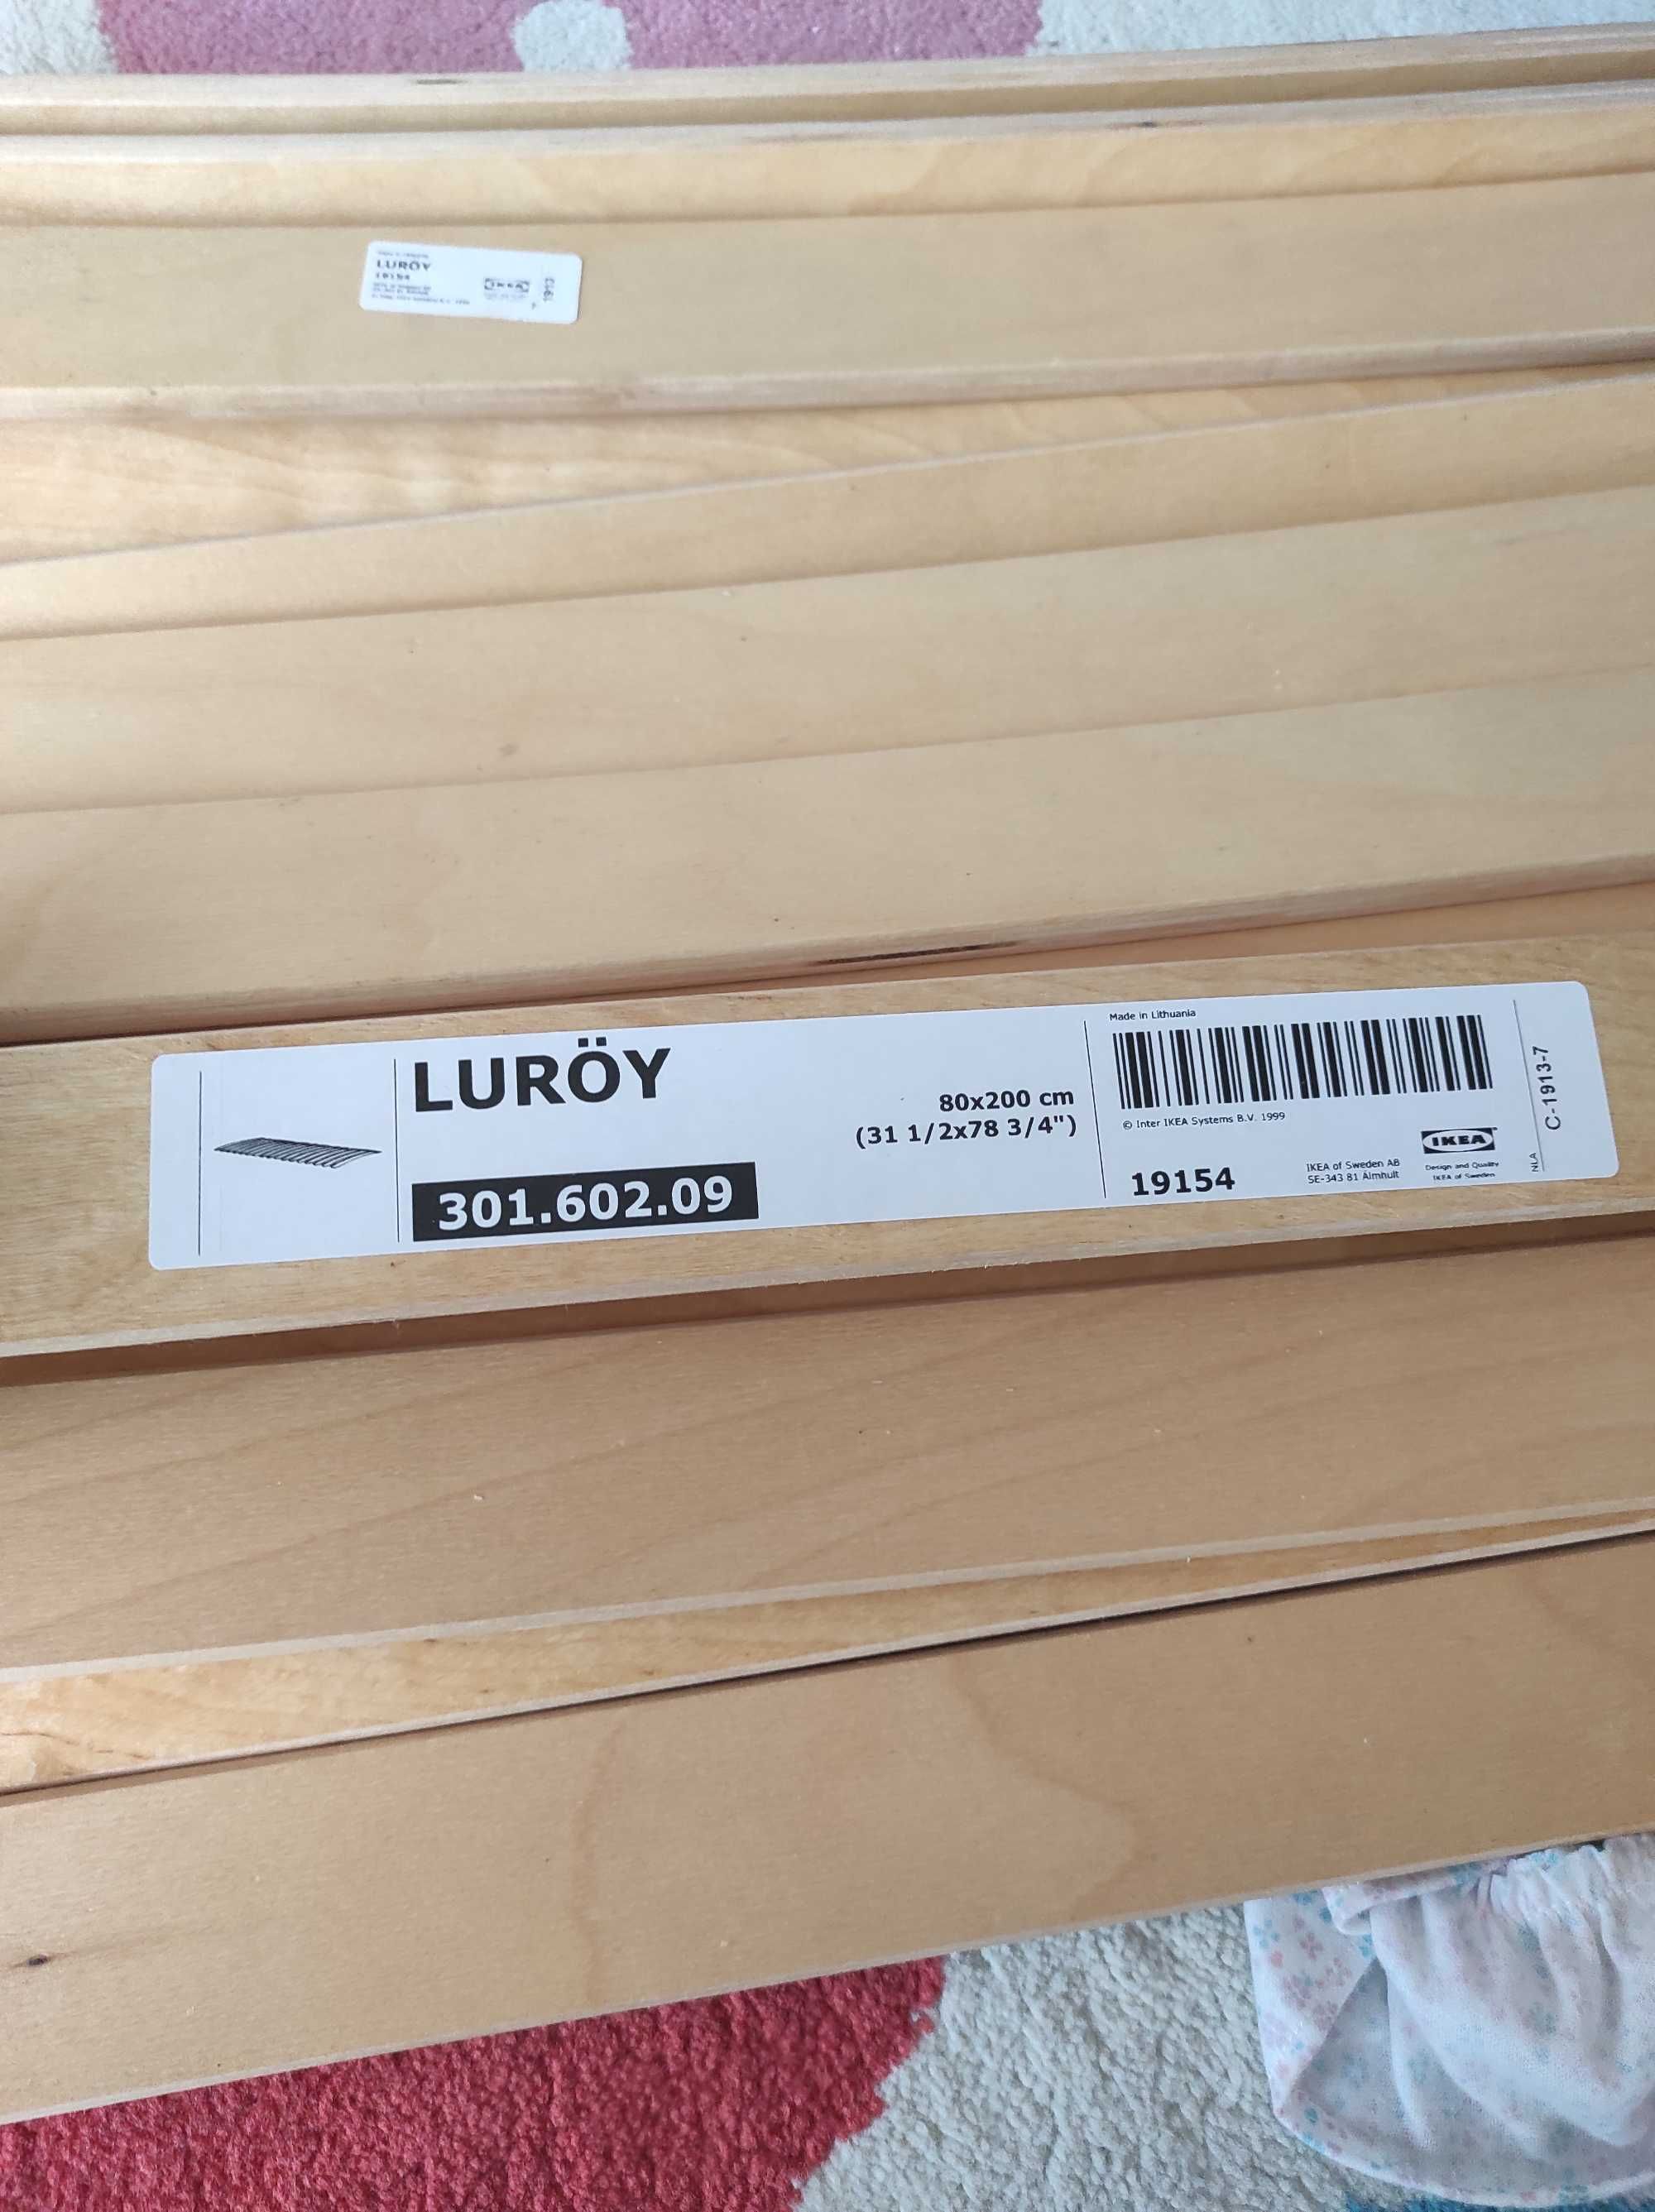 LURÖY
19154
IKEA
1913
LURÖY
301.602.09
80x200 cm
(31 1/2x78 3/4")
Made in Lithuania
© Inter IKEA Systems B.V. 1999
19154
IKEA of Sweden AB
SE-343 81 Älmhult
IKEA
Design and Quality
IKEA of Sweden
NLA
C-1913-7